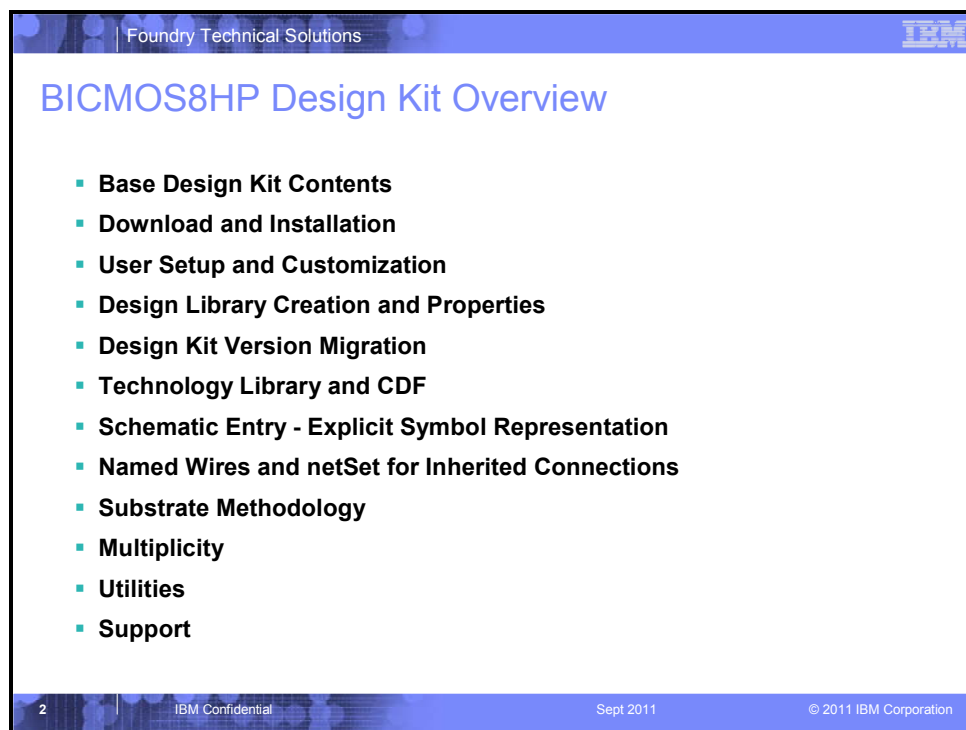 Foundry Technical Solutions
IBM
BICMOS8HP Design Kit Overview
▪ Base Design Kit Contents
▪ Download and Installation
▪ User Setup and Customization
▪ Design Library Creation and Properties
▪ Design Kit Version Migration
▪ Technology Library and CDF
▪ Schematic Entry - Explicit Symbol Representation
▪ Named Wires and netSet for Inherited Connections
▪ Substrate Methodology
▪ Multiplicity
▪ Utilities
▪ Support
2 IBM Confidential Sept 2011 © 2011 IBM Corporation